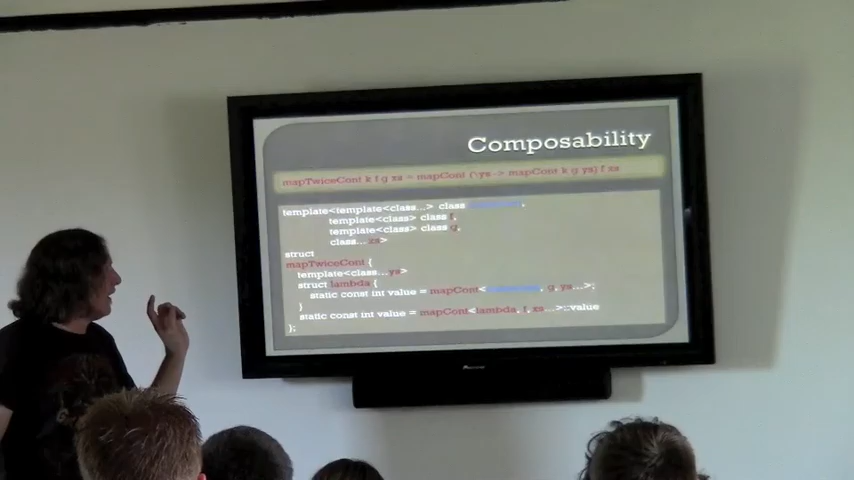 Composability
mapTwiceCont k f g xs = mapCont (\ys -> mapCont k g ys) f xs
template<template<class...> class
template<class> class f,
template<class> class g,
class... xs>
struct
mapTwiceCont {
template<class... ys>
struct lambda {
static const int value = mapCont< , g, ys...>;
}
static const int value = mapCont<lambda, f, xs...>::value
};
Pioneer